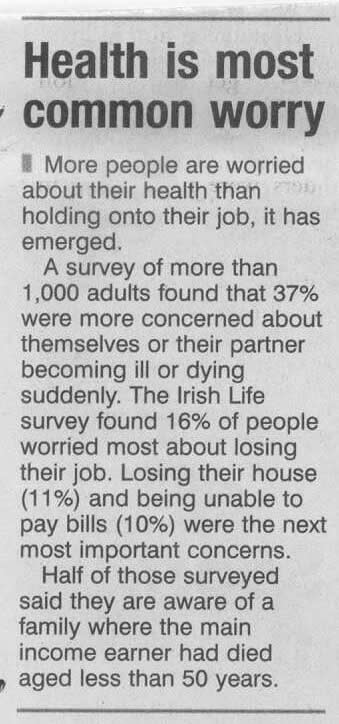 Health is most
common worry
More people are worried
about their health than
holding onto their job, it has
emerged.
A survey of more than
1,000 adults found that 37%
were more concerned about
themselves or their partner
becoming ill or dying
suddenly. The Irish Life
survey found 16% of people
worried most about losing
their job. Losing their house
(11%) and being unable to
pay bills (10%) were the next
most important concerns.
Half of those surveyed
said they are aware of a
family where the main
income earner had died
aged less than 50 years.